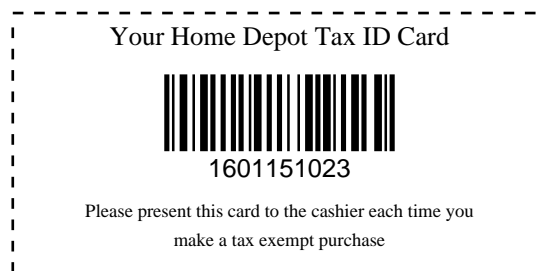 Your Home Depot Tax ID Card
1601151023
Please present this card to the cashier each time you
make a tax exempt purchase